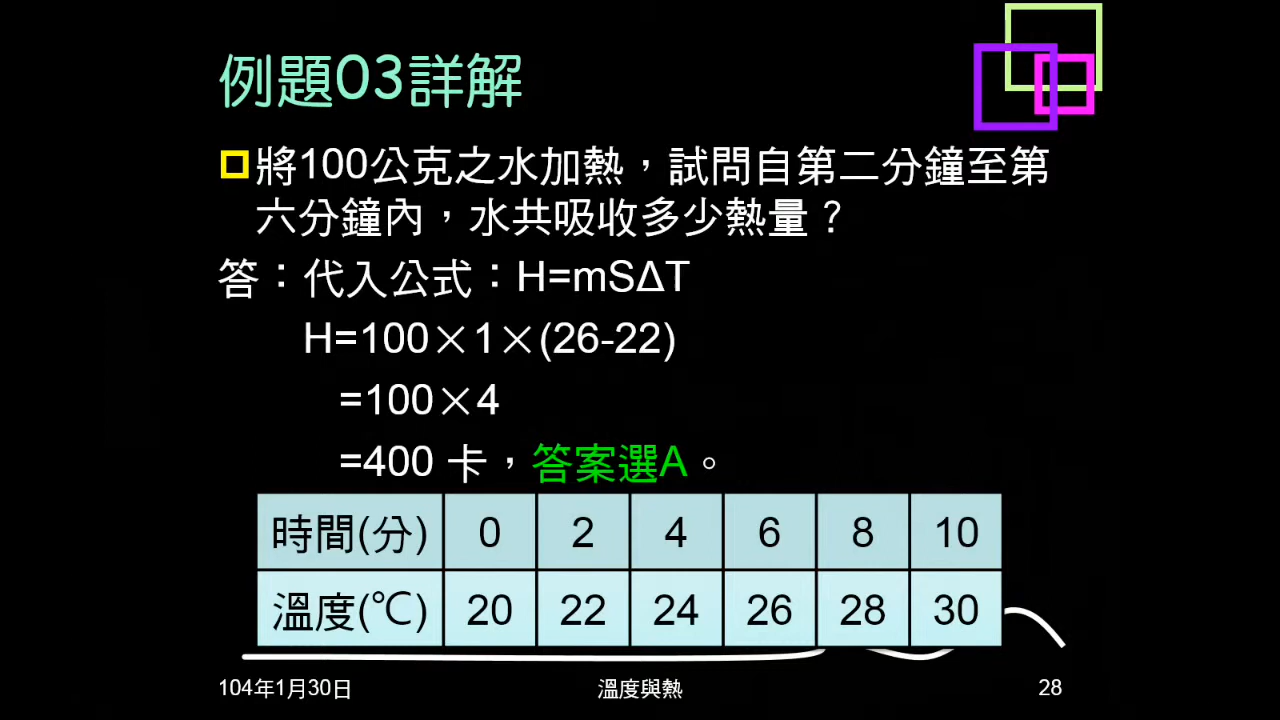 例題03詳解
將100公克之水加熱，試問自第二分鐘至第
六分鐘內，水共吸收多少熱量？
答：代入公式：H=mSΔT
H=100×1×(26-22)
=100×4
=400 卡，答案選A。
時間(分) 0 2 4 6 8 10
溫度(℃) 20 22 24 26 28 30
104年1月30日 溫度與熱 28